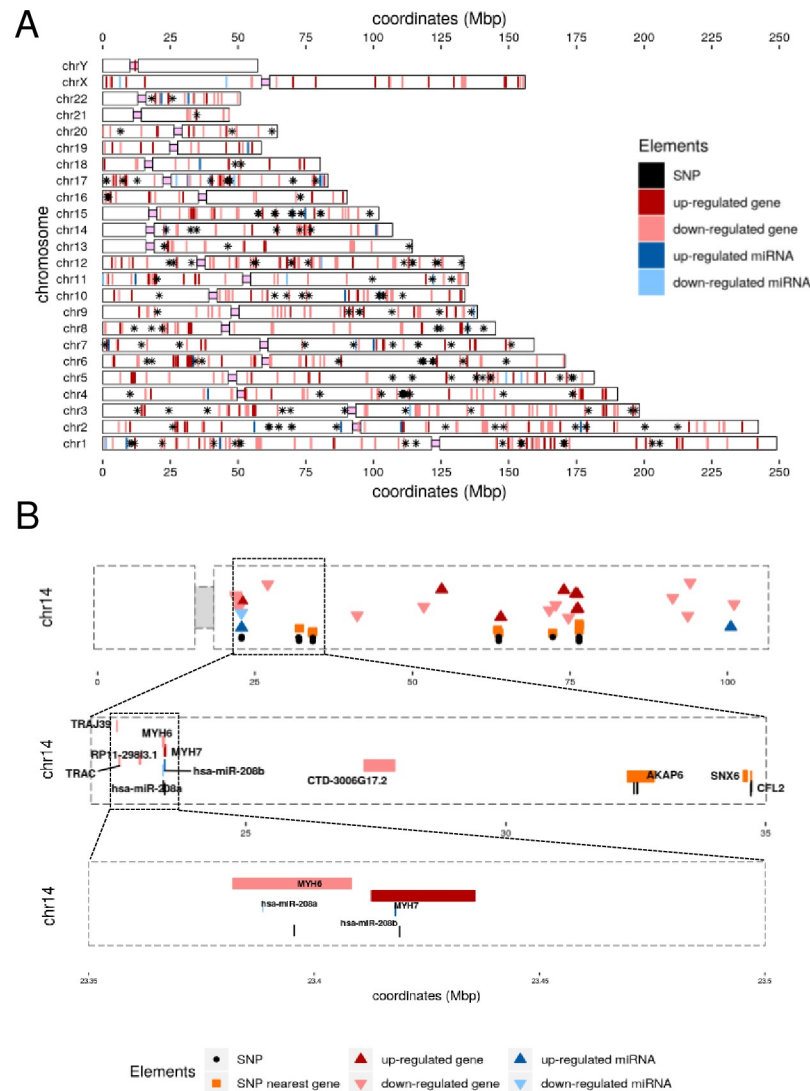 A
coordinates (Mbp)
0 25 50 75 100 125 150 175 200 225 250
chrY
chrX
chr22
chr21
chr20
chr19
chr18
chr17
chr16
chr15
chr14
chr13
chr12
chr11
chr10
chr9
chr8
chr7
chr6
chr5
chr4
chr3
chr2
chr1
chromosome
0 25 50 75 100 125 150 175 200 225 250
coordinates (Mbp)
Elements
SNP
up-regulated gene
down-regulated gene
up-regulated miRNA
down-regulated miRNA
B
chr14
0 25 50 75 100
chr14
TRAJ39
MYH6
RP11-298I3.1
MYH7
TRAC
hsa-miR-208b
hsa-miR-208a
CTD-3006G17.2
AKAP6
SNX6
CFL2
25 30 35
chr14
MYH6
hsa-miR-208a
MYH7
hsa-miR-208b
23.35 23.4 23.45 23.5
coordinates (Mbp)
Elements
SNP
up-regulated gene
up-regulated miRNA
SNP nearest gene
down-regulated gene
down-regulated miRNA